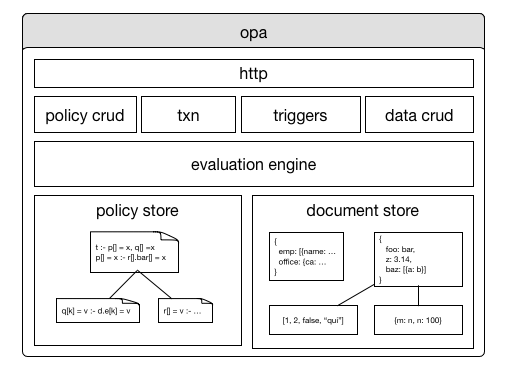 opa
http
policy crud
txn
triggers
data crud
evaluation engine
policy store
t :- p[] = x, q[] =x
p[] = x :- r[].bar[] = x
q[k] = v :- d.e[k] = v
r[] = v :- …
document store
{
emp: [{name: …
office: {ca: …
}
{
foo: bar,
z: 3.14,
baz: [{a: b}]
}
[1, 2, false, “qui”]
{m: n, n: 100}